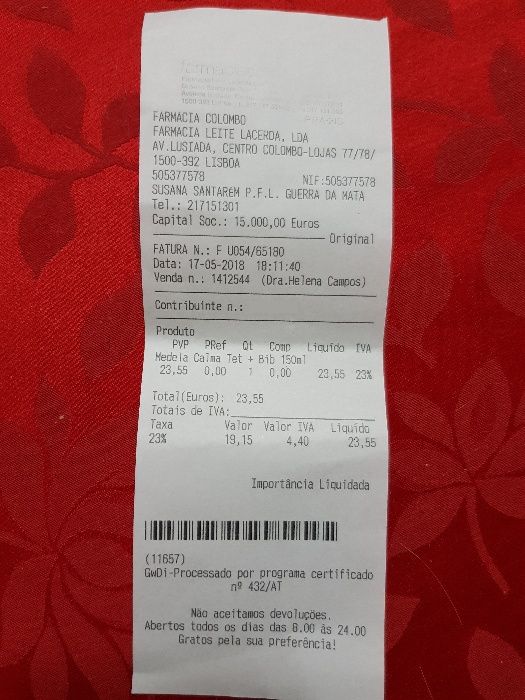 FARMACIA COLOMBO
FARMACIA LEITE LACERDA, LDA
AV.LUSIADA, CENTRO COLOMBO-LOJAS 77/78/
1500-392 LISBOA
505377578 NIF:505377578
SUSANA SANTAREM P.F.L. GUERRA DA MATA
Tel.: 217151301
Capital Soc.: 15.000,00 Euros
Original
FATURA N.: F U054/65180
Data: 17-05-2018 18:11:40
Venda n.: 1412544 (Dra.Helena Campos)
Contribuinte n.:
Produto
PVP PRef Qt Comp Liquido IVA
Medela Calma Tet + Bib 150ml
23,55 0,00 1 0,00 23,55 23%
Total(Euros): 23,55
Totais de IVA:
Taxa Valor Valor IVA Liquido
23% 19,15 4,40 23,55
Importância Liquidada
(11657)
GwDi-Processado por programa certificado
nº 432/AT
Não aceitamos devoluções.
Abertos todos os dias das 8.00 às 24.00
Gratos pela sua preferência!